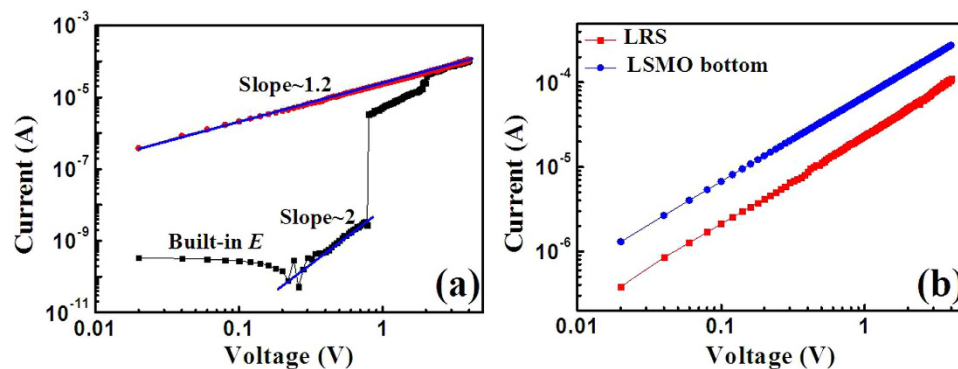 10⁻³
10⁻⁵
10⁻⁷
10⁻⁹
10⁻¹¹
Current (A)
Slope~1.2
Slope~2
Built-in E
(a)
0.01 0.1 1
Voltage (V)
LRS
LSMO bottom
10⁻⁴
10⁻⁵
10⁻⁶
Current (A)
(b)
0.01 0.1 1
Voltage (V)